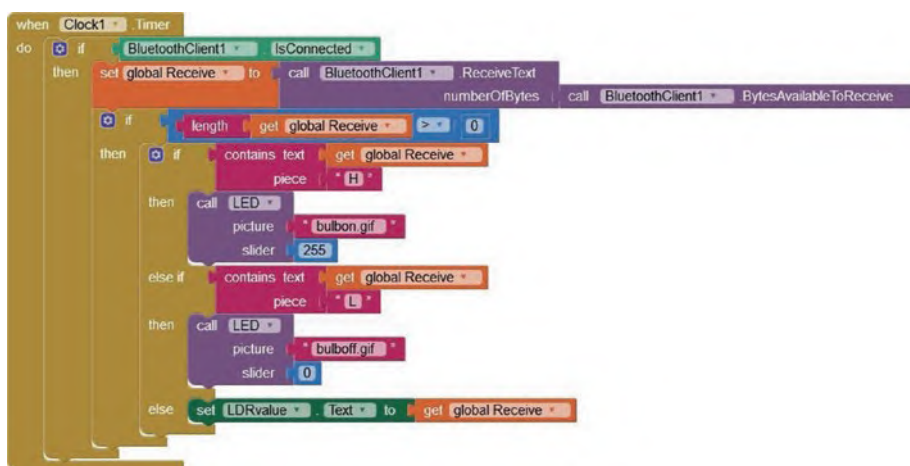 when Clock1 .Timer
do if BluetoothClient1 . IsConnected
then set global Receive to call BluetoothClient1 .ReceiveText
numberOfBytes call BluetoothClient1 .BytesAvailableToReceive
if length get global Receive > 0
then if contains text get global Receive
piece " H "
then call LED
picture " bulbon.gif "
slider 255
else if contains text get global Receive
piece " L "
then call LED
picture " bulboff.gif "
slider 0
else set LDRvalue . Text to get global Receive